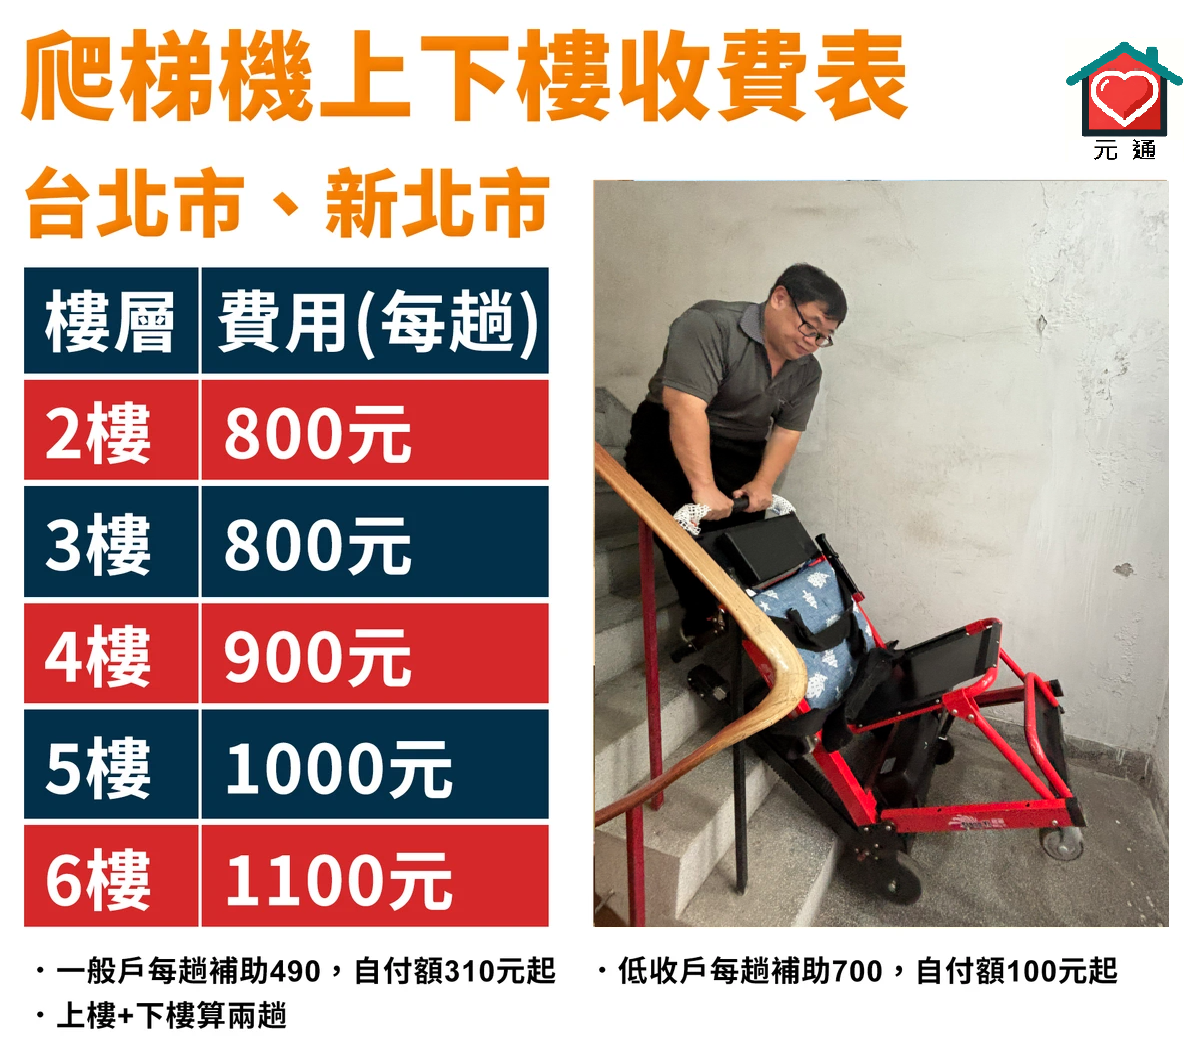 爬梯機上下樓收費表
元 通
台北市、新北市
樓層 費用(每趟)
2樓 800元
3樓 800元
4樓 900元
5樓 1000元
6樓 1100元
・一般戶每趟補助490，自付額310元起
・低收戶每趟補助700，自付額100元起
・上樓+下樓算兩趟